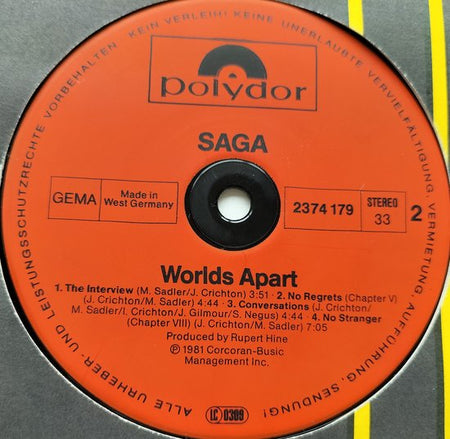 KEIN VERLEIH! KEINE UNERLAUBTE VERVIELFÄLTIGUNG, VERMIETUNG, AUFFÜHRUNG, SENDUNG!
ALLE URHEBER- UND LEISTUNGSSCHUTZRECHTE VORBEHALTEN
polydor
SAGA
GEMA
Made in
West Germany
2374 179
STEREO
33
2
Worlds Apart
1. The Interview (M. Sadler/J. Crichton) 3:51 · 2. No Regrets (Chapter V)
(J. Crichton/M. Sadler) 4:44 · 3. Conversations (J. Crichton/
M. Sadler/I. Crichton/J. Gilmour/S. Negus) 4:44 · 4. No Stranger
(Chapter VIII) (J. Crichton/M. Sadler) 7:05
Produced by Rupert Hine
℗ 1981 Corcoran-Busic
Management Inc.
LC 0309